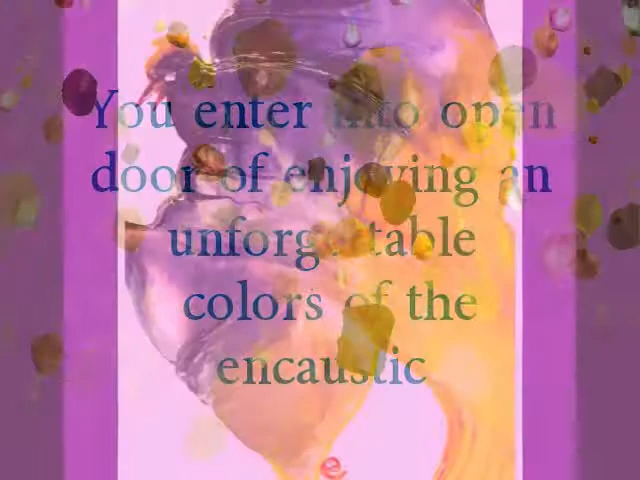 You enter into open
door of enjoying an
unforgettable
colors of the
encaustic
e